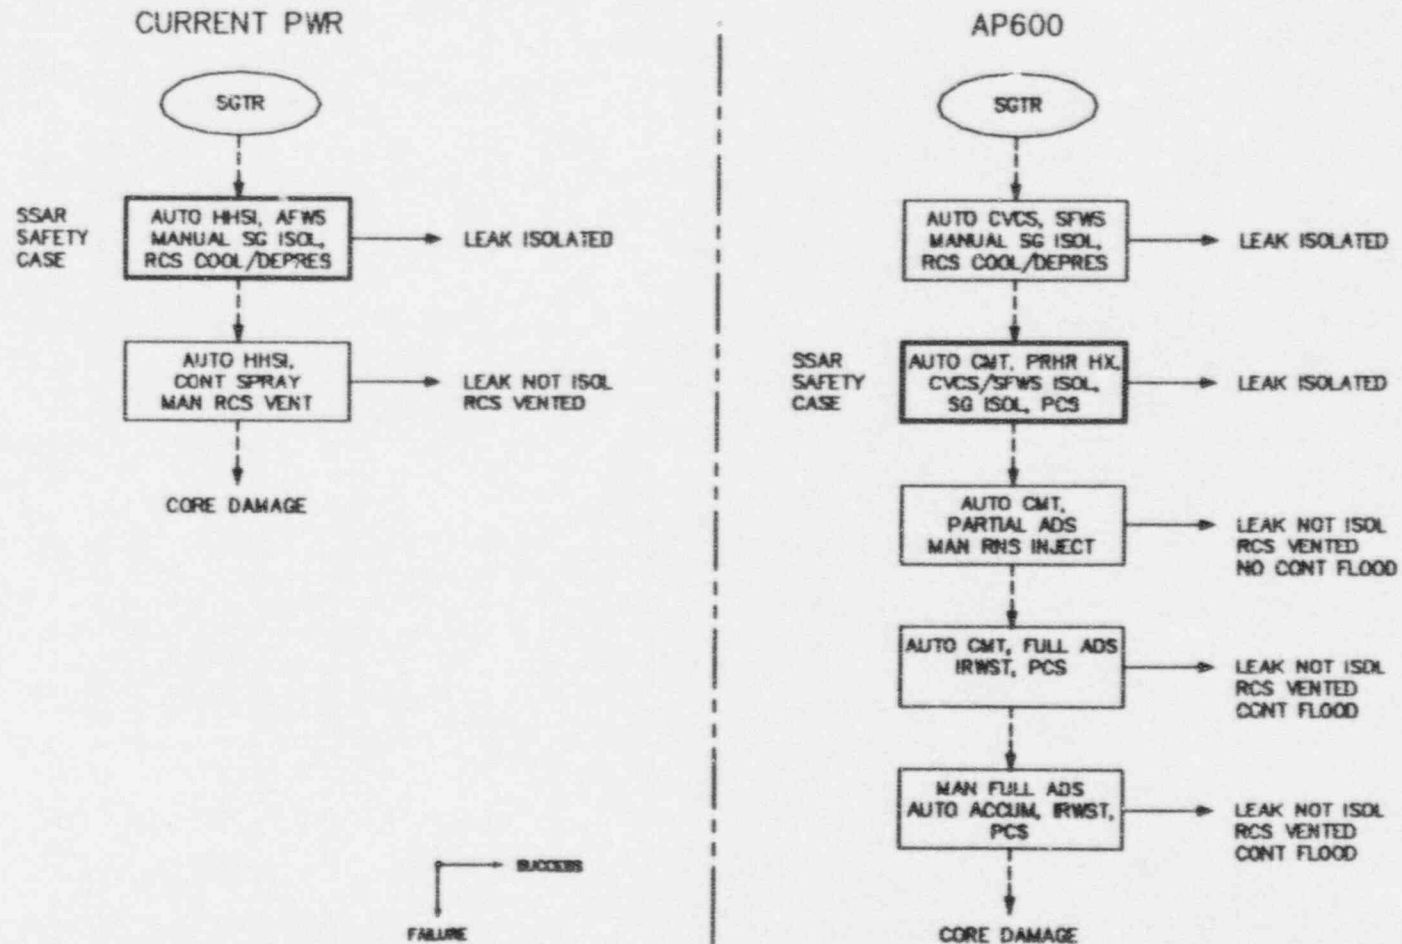 CURRENT PWR
SGTR
SSAR
SAFETY
CASE
AUTO HHSI, AFWS
MANUAL SG ISOL,
RCS COOL/DEPRES
LEAK ISOLATED
AUTO HHSI,
CONT SPRAY
MAN RCS VENT
LEAK NOT ISOL
RCS VENTED
CORE DAMAGE
SUCCESS
FAILURE
AP600
SGTR
AUTO CVCS, SFWS
MANUAL SG ISOL,
RCS COOL/DEPRES
LEAK ISOLATED
SSAR
SAFETY
CASE
AUTO CMT, PRHR HX,
CVCS/SFWS ISOL,
SG ISOL, PCS
LEAK ISOLATED
AUTO CMT,
PARTIAL ADS
MAN RNS INJECT
LEAK NOT ISOL
RCS VENTED
NO CONT FLOOD
AUTO CMT, FULL ADS
IRWST, PCS
LEAK NOT ISOL
RCS VENTED
CONT FLOOD
MAN FULL ADS
AUTO ACCUM, IRWST,
PCS
LEAK NOT ISOL
RCS VENTED
CONT FLOOD
CORE DAMAGE